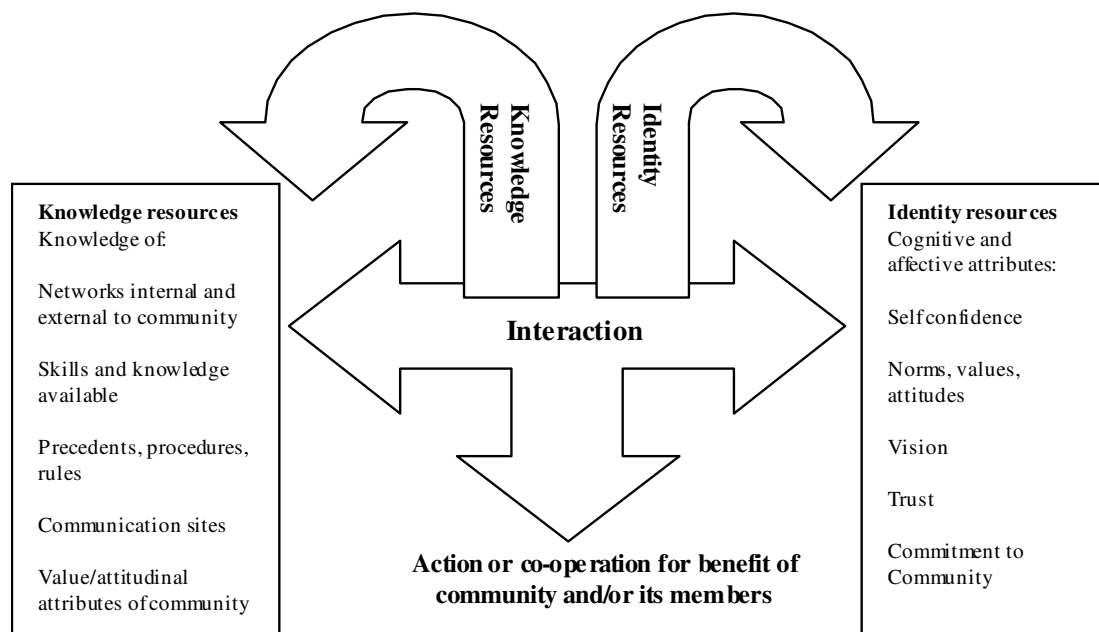 Knowledge
Resources
Identity
Resources
Knowledge resources
Knowledge of:
Networks internal and
external to community
Skills and knowledge
available
Precedents, procedures,
rules
Communication sites
Value/attitudinal
attributes of community
Interaction
Action or co-operation for benefit of
community and/or its members
Identity resources
Cognitive and
affective attributes:
Self confidence
Norms, values,
attitudes
Vision
Trust
Commitment to
Community